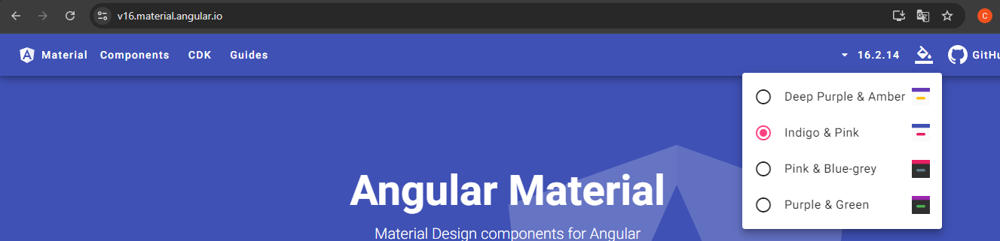 v16.material.angular.io
C
Material Components CDK Guides 16.2.14 GitHu
Deep Purple & Amber
Indigo & Pink
Pink & Blue-grey
Purple & Green
Angular Material
Material Design components for Angular